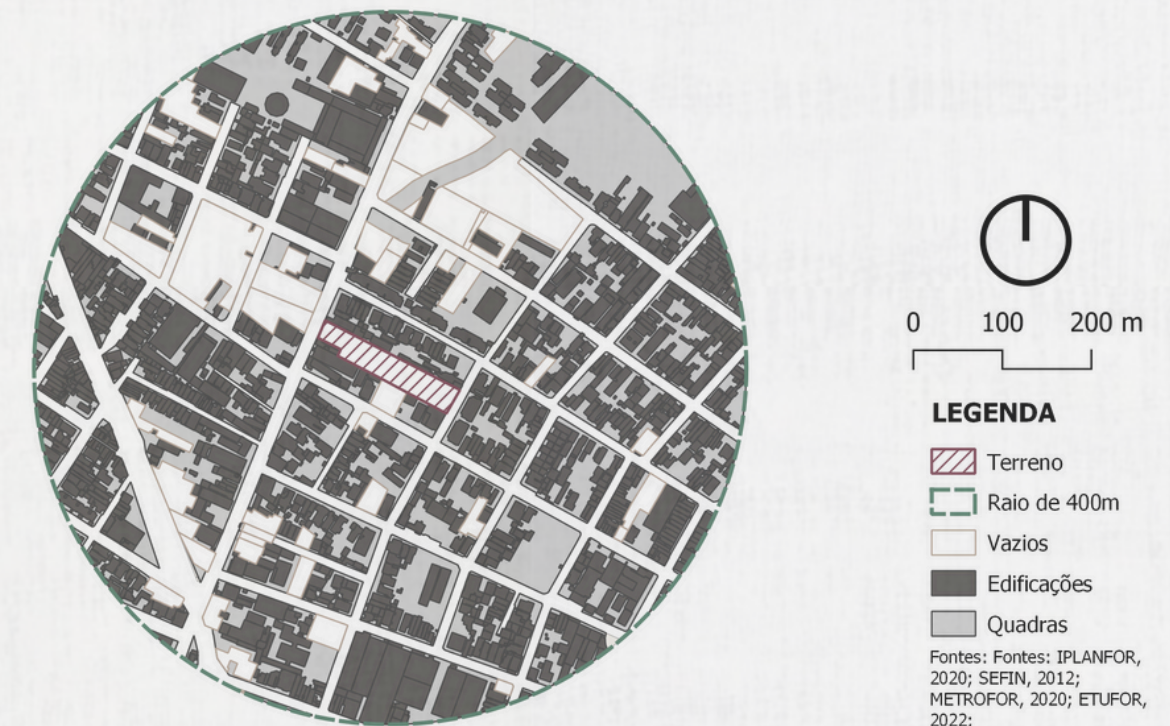 0 100 200 m
LEGENDA
Terreno
Raio de 400m
Vazios
Edificações
Quadras
Fontes: Fontes: IPLANFOR,
2020; SEFIN, 2012;
METROFOR, 2020; ETUFOR,
2022;